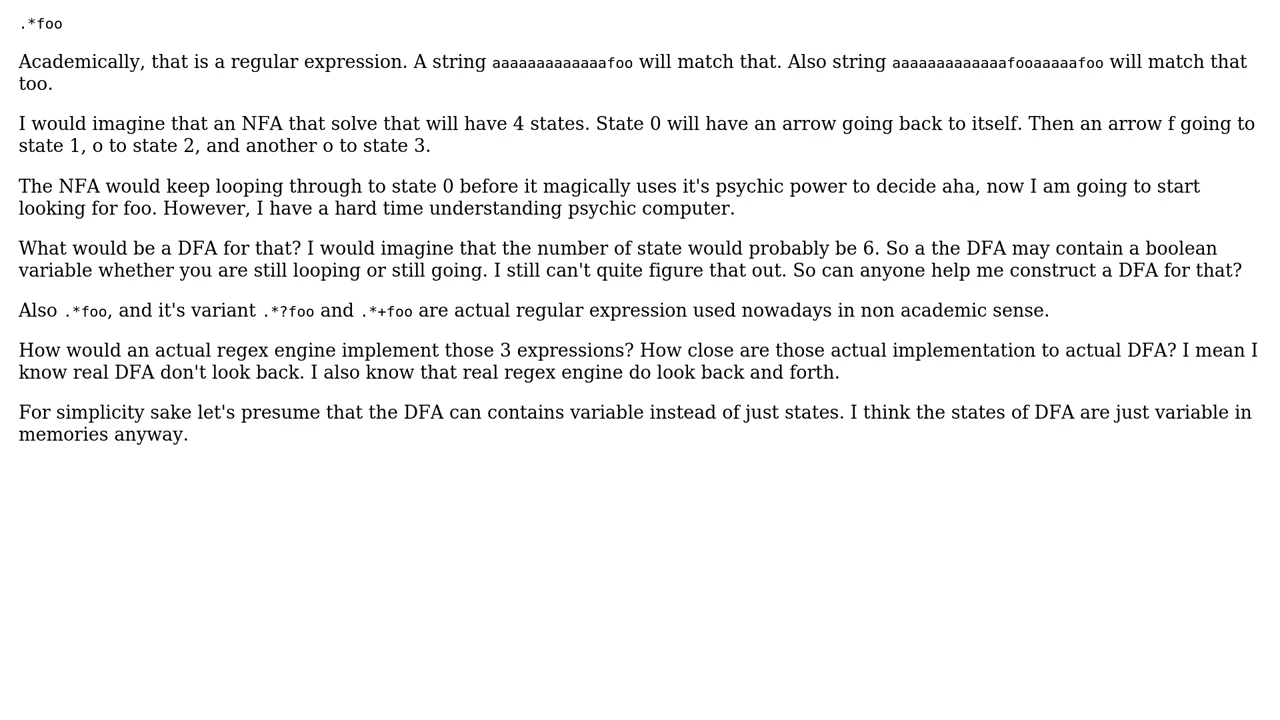 .*foo
Academically, that is a regular expression. A string aaaaaaaaaaaaafoo will match that. Also string aaaaaaaaaaaaafooaaaaafoo will match that
too.
I would imagine that an NFA that solve that will have 4 states. State 0 will have an arrow going back to itself. Then an arrow f going to
state 1, o to state 2, and another o to state 3.
The NFA would keep looping through to state 0 before it magically uses it's psychic power to decide aha, now I am going to start
looking for foo. However, I have a hard time understanding psychic computer.
What would be a DFA for that? I would imagine that the number of state would probably be 6. So a the DFA may contain a boolean
variable whether you are still looping or still going. I still can't quite figure that out. So can anyone help me construct a DFA for that?
Also .*foo, and it's variant .*?foo and .*+foo are actual regular expression used nowadays in non academic sense.
How would an actual regex engine implement those 3 expressions? How close are those actual implementation to actual DFA? I mean I
know real DFA don't look back. I also know that real regex engine do look back and forth.
For simplicity sake let's presume that the DFA can contains variable instead of just states. I think the states of DFA are just variable in
memories anyway.